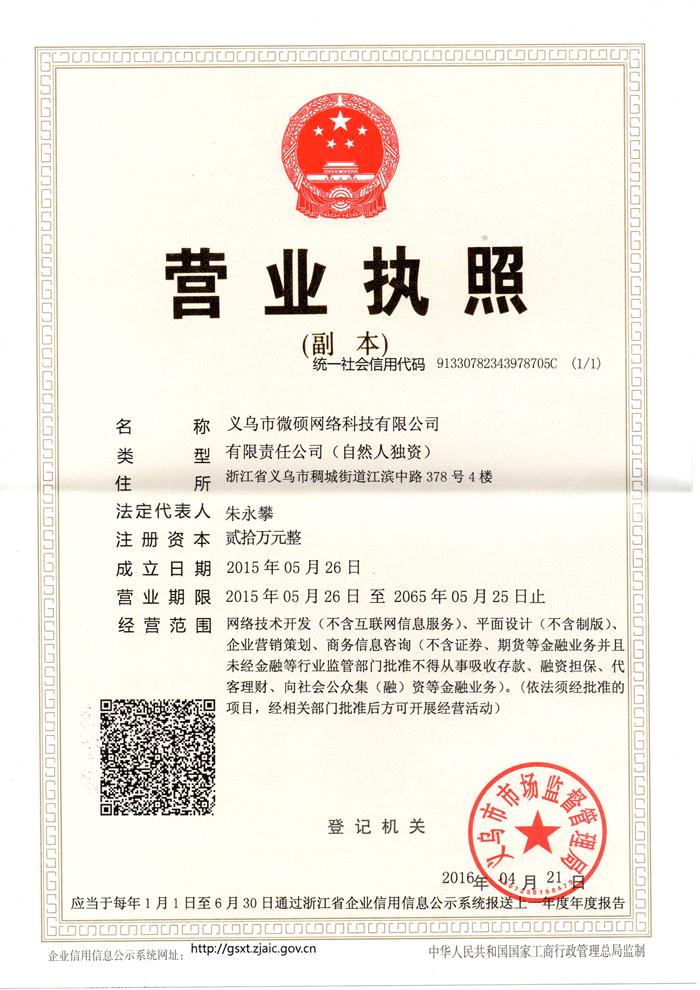 营业执照
(副 本)
统一社会信用代码 91330782343978705C (1/1)
名 称 义乌市微硕网络科技有限公司
类 型 有限责任公司（自然人独资）
住 所 浙江省义乌市稠城街道江滨中路378号4楼
法定代表人 朱永攀
注册资本 贰拾万元整
成立日期 2015年05月26日
营业期限 2015年05月26日 至 2065年05月25日止
经营范围 网络技术开发（不含互联网信息服务）、平面设计（不含制版）、
企业营销策划、商务信息咨询（不含证券、期货等金融业务并且
未经金融等行业监管部门批准不得从事吸收存款、融资担保、代
客理财、向社会公众集（融）资等金融业务）。（依法须经批准的
项目，经相关部门批准后方可开展经营活动）
登记机关
义乌市市场监督管理局
2016年 04月 21日
应当于每年1月1日至6月30日通过浙江省企业信用信息公示系统报送上一年度年度报告
企业信用信息公示系统网址： http://gsxt.zjaic.gov.cn
中华人民共和国国家工商行政管理总局监制